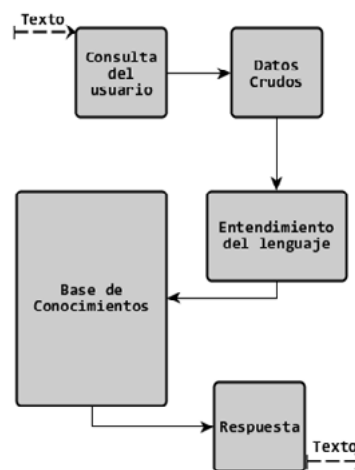 Texto
Consulta
del
usuario
Datos
Crudos
Entendimiento
del lenguaje
Base de
Conocimientos
Respuesta
Texto